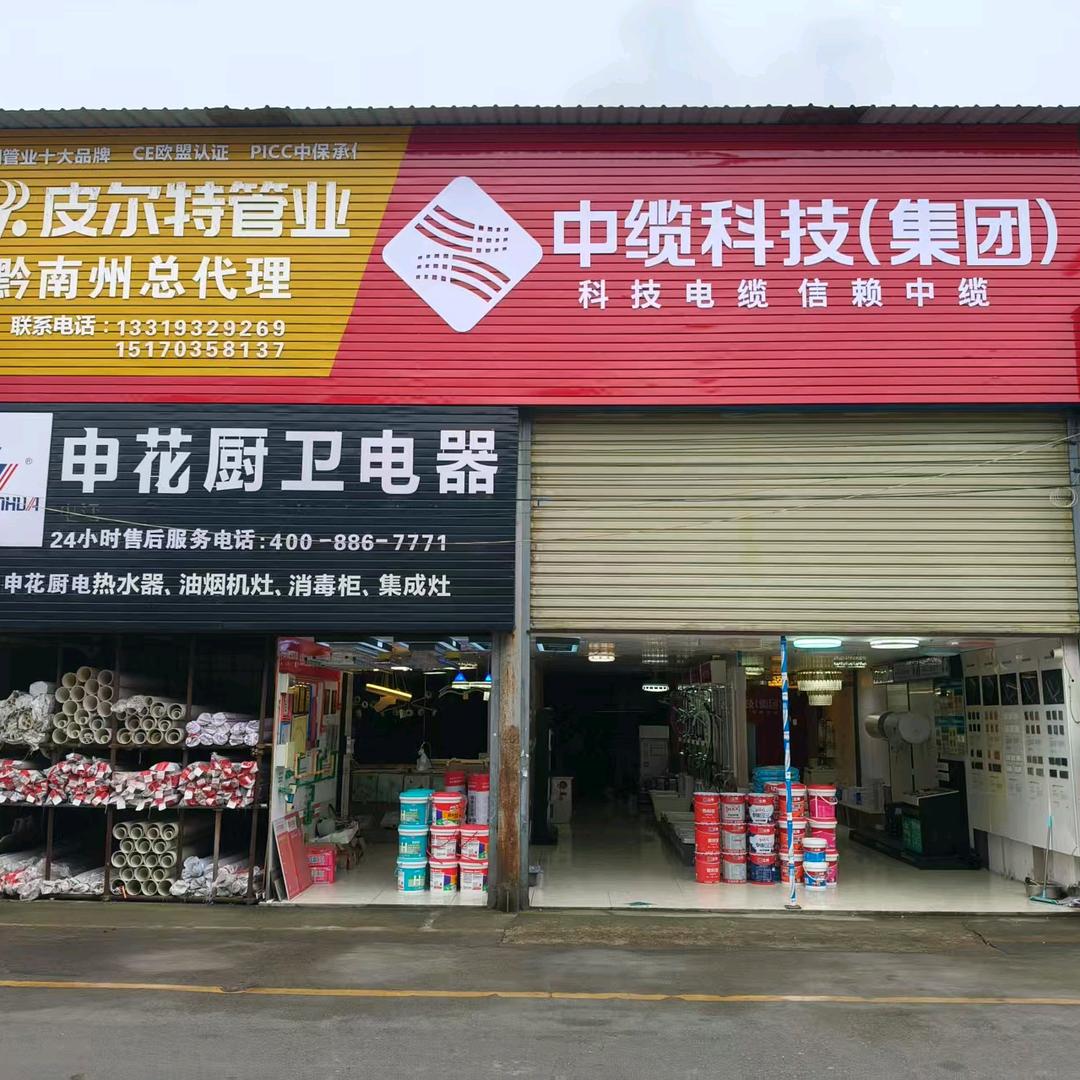 管业十大品牌 CE欧盟认证 PICC中保承
皮尔特管业
黔南州总代理
联系电话：13319329269
15170358137
中缆科技(集团)
科技电缆 信赖中缆
申花厨卫电器
®
24小时售后服务电话:400-886-7771
申花厨电热水器、油烟机灶、消毒柜、集成灶